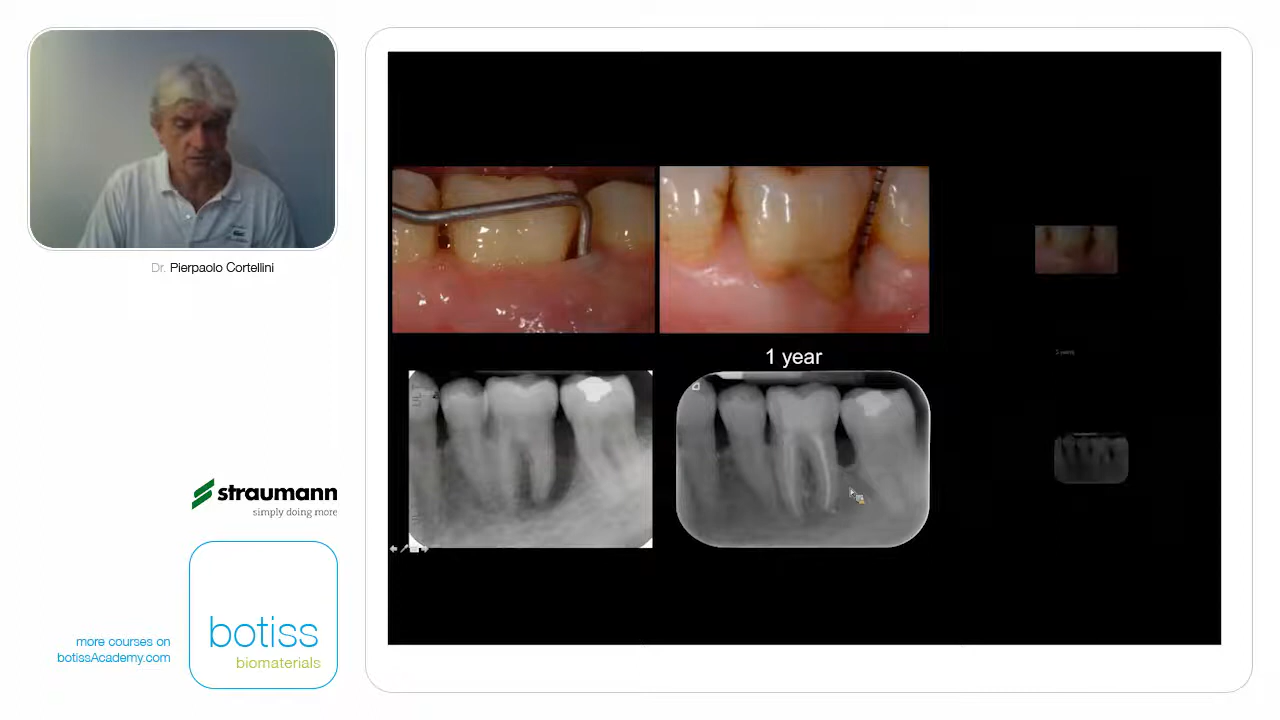 Dr. Pierpaolo Cortellini
straumann
simply doing more
more courses on
botissAcademy.com
botiss
biomaterials
1 year